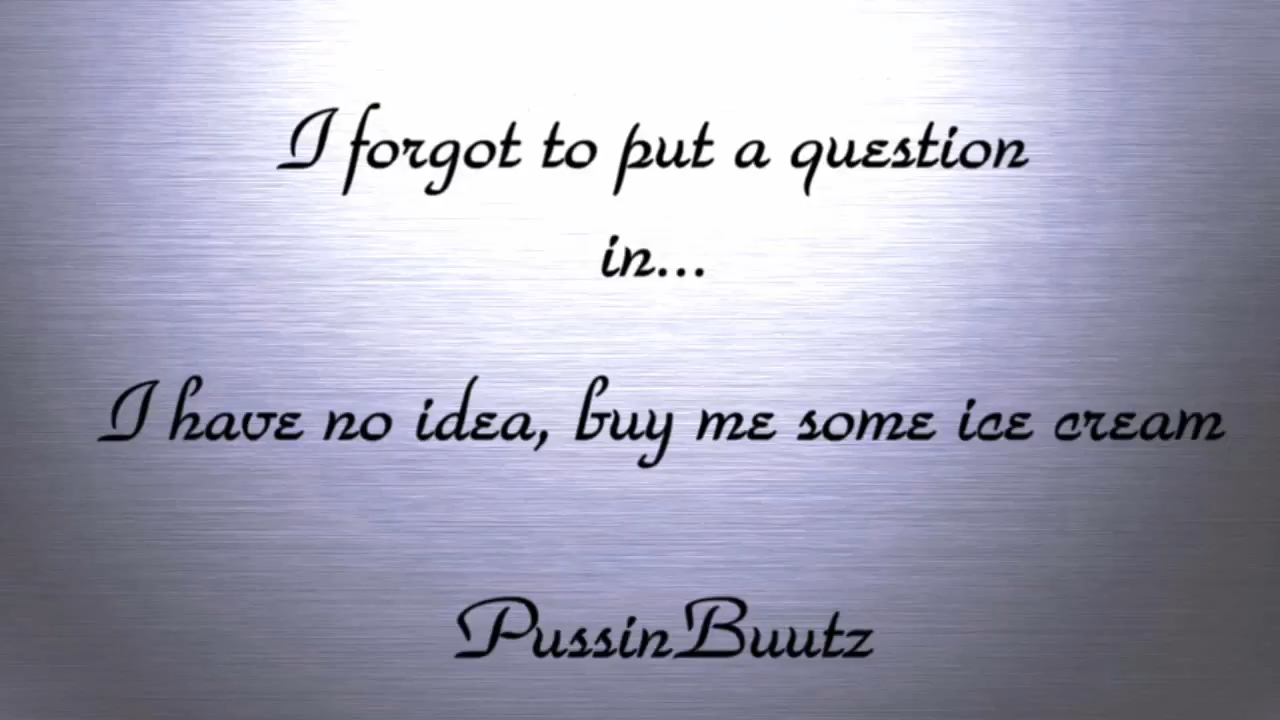 I forgot to put a question
in...
I have no idea, buy me some ice cream
PussinBuutz